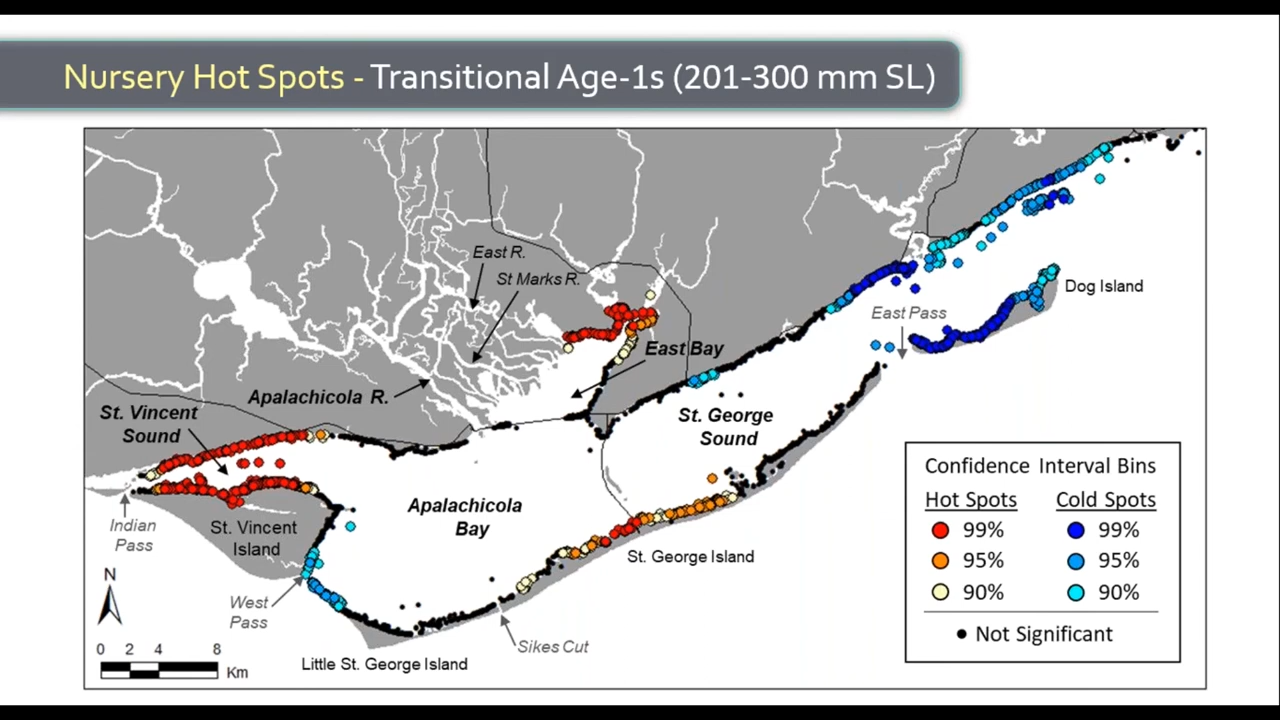 Nursery Hot Spots - Transitional Age-1s (201-300 mm SL)
East R.
St Marks R.
Dog Island
East Pass
East Bay
Apalachicola R.
St. Vincent
Sound
St. George
Sound
Apalachicola
Bay
Indian
Pass
St. Vincent
Island
St. George Island
N
West
Pass
Sikes Cut
Little St. George Island
0 2 4 8
Km
Confidence Interval Bins
Hot Spots Cold Spots
99% 99%
95% 95%
90% 90%
Not Significant